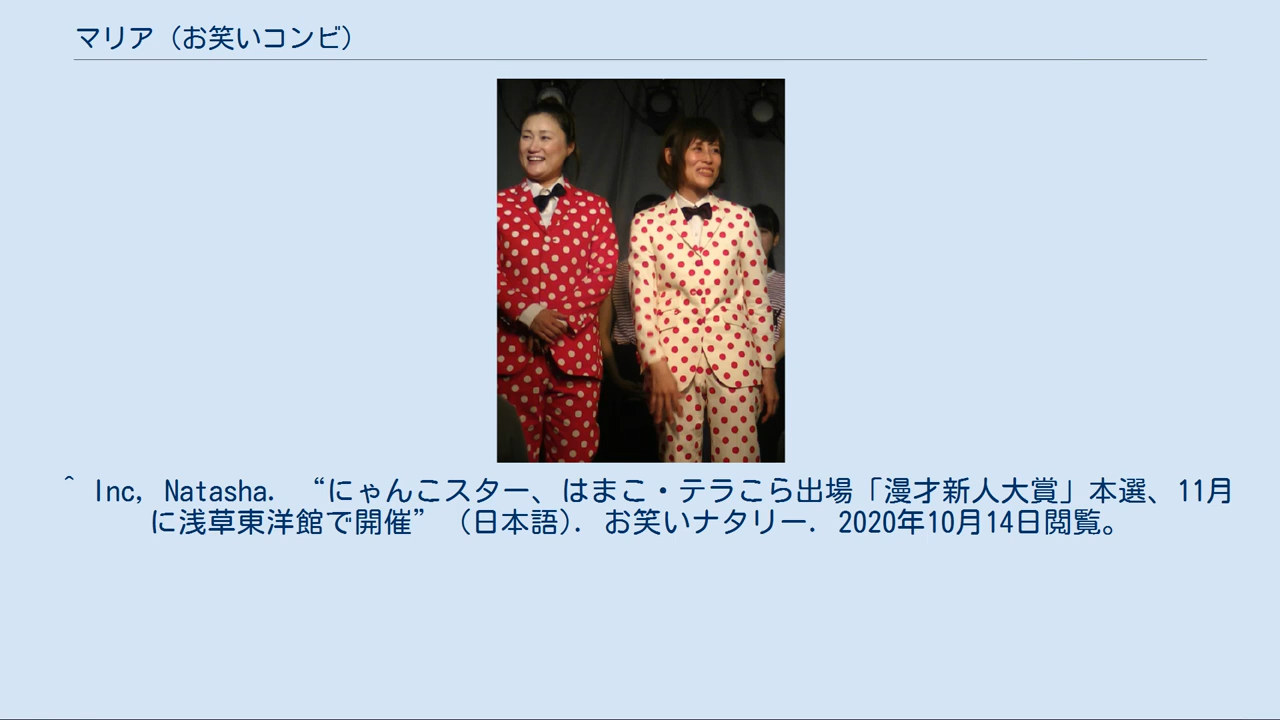 マリア（お笑いコンビ）
^ Inc, Natasha. “にゃんこスター、はまこ・テラこら出場「漫才新人大賞」本選、11月
に浅草東洋館で開催” （日本語）. お笑いナタリー. 2020年10月14日閲覧。